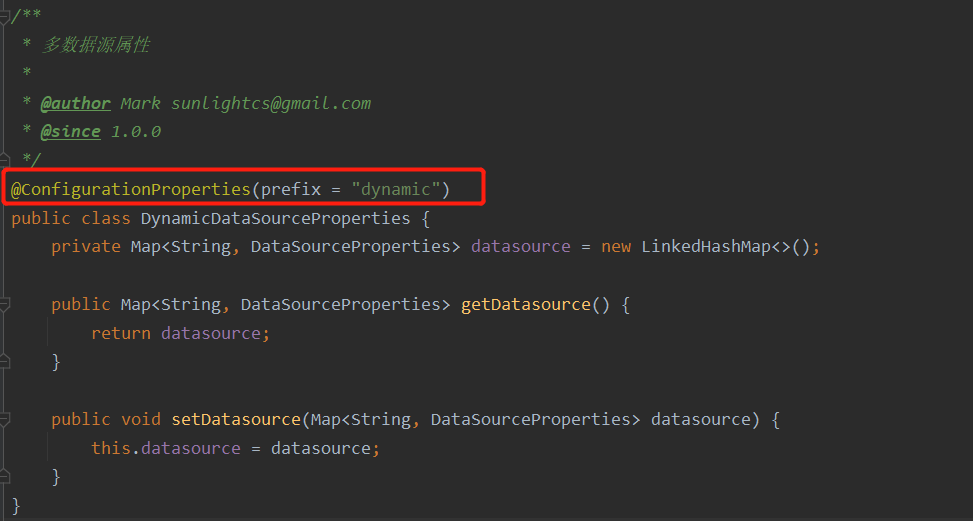 /**
 * 多数据源属性
 *
 * @author Mark sunlightcs@gmail.com
 * @since 1.0.0
 */
@ConfigurationProperties(prefix = "dynamic")
public class DynamicDataSourceProperties {
    private Map<String, DataSourceProperties> datasource = new LinkedHashMap<>();
    public Map<String, DataSourceProperties> getDatasource() {
        return datasource;
    }
    public void setDatasource(Map<String, DataSourceProperties> datasource) {
        this.datasource = datasource;
    }
}